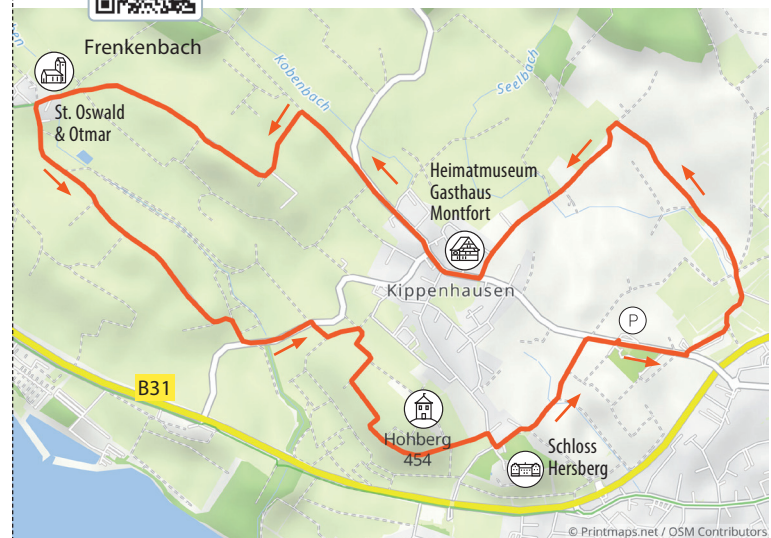 Frenkenbach
St. Oswald
& Otmar
Kobenbach
Seelbach
Heimatmuseum
Gasthaus
Montfort
Kippenhausen
P
B31
Hohberg
454
Schloss
Hersberg
© Printmaps.net / OSM Contributors